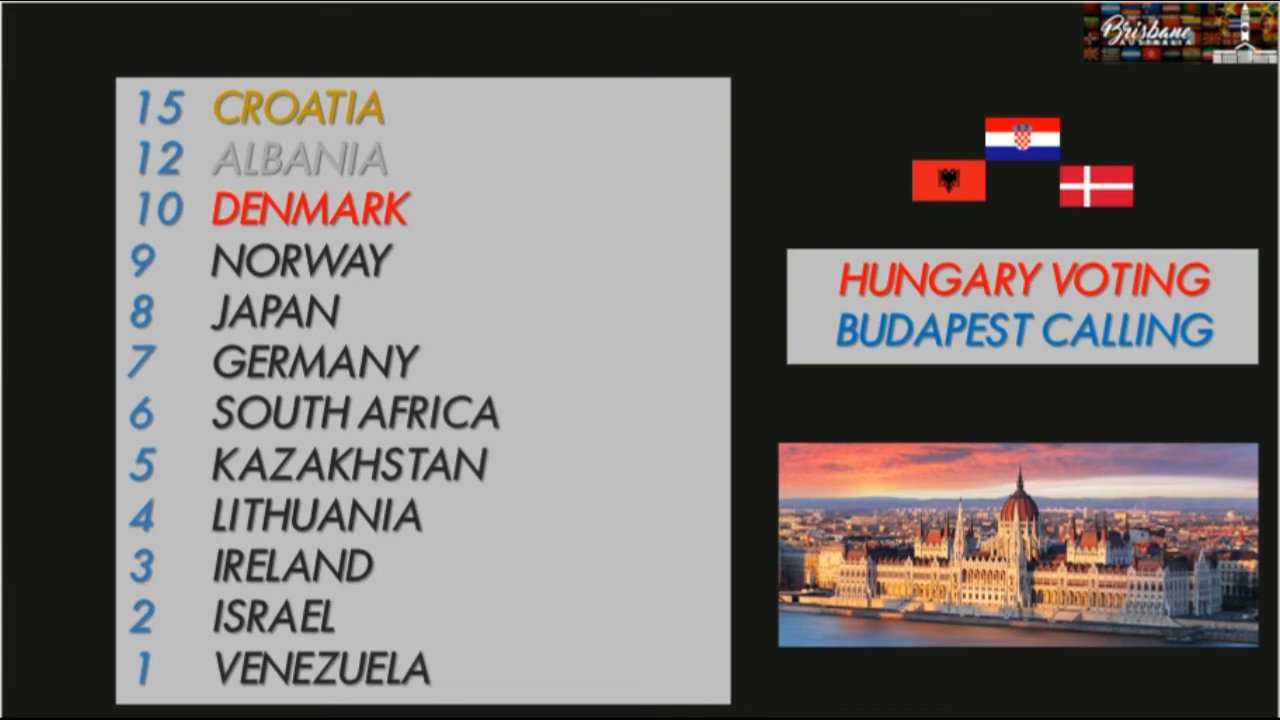 Brisbane
AUSTRALIA
15 CROATIA
12 ALBANIA
10 DENMARK
9 NORWAY
8 JAPAN
7 GERMANY
6 SOUTH AFRICA
5 KAZAKHSTAN
4 LITHUANIA
3 IRELAND
2 ISRAEL
1 VENEZUELA
HUNGARY VOTING
BUDAPEST CALLING